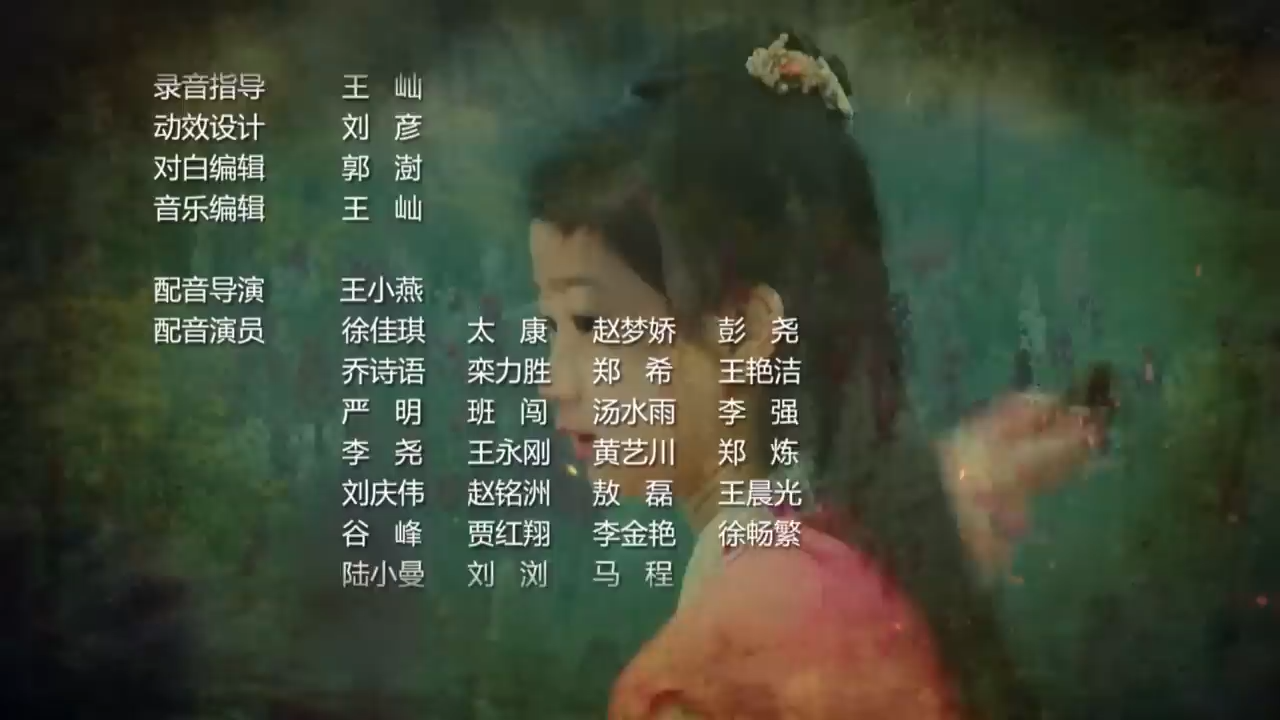 录音指导 王 屾
动效设计 刘 彦
对白编辑 郭 澍
音乐编辑 王 屾
配音导演 王小燕
配音演员 徐佳琪 太 康 赵梦娇 彭 尧
乔诗语 栾力胜 郑 希 王艳洁
严 明 班 闯 汤水雨 李 强
李 尧 王永刚 黄艺川 郑 炼
刘庆伟 赵铭洲 敖 磊 王晨光
谷 峰 贾红翔 李金艳 徐畅繁
陆小曼 刘 浏 马 程